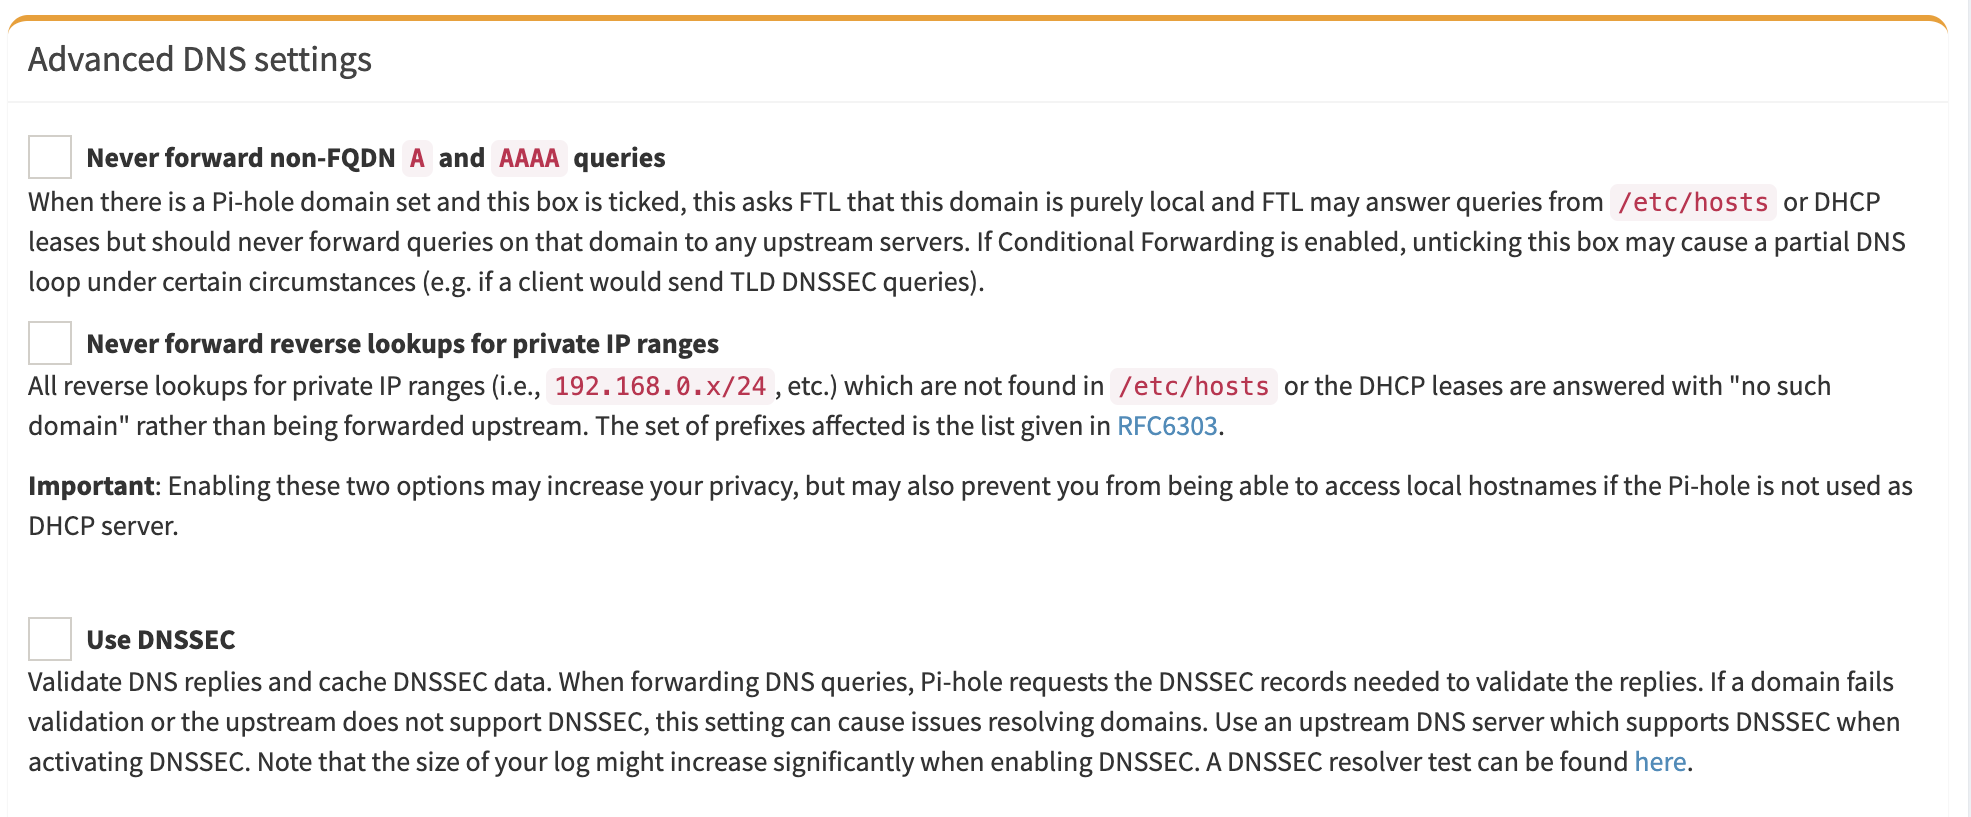 Advanced DNS settings
Never forward non-FQDN A and AAAA queries
When there is a Pi-hole domain set and this box is ticked, this asks FTL that this domain is purely local and FTL may answer queries from /etc/hosts or DHCP
leases but should never forward queries on that domain to any upstream servers. If Conditional Forwarding is enabled, unticking this box may cause a partial DNS
loop under certain circumstances (e.g. if a client would send TLD DNSSEC queries).
Never forward reverse lookups for private IP ranges
All reverse lookups for private IP ranges (i.e., 192.168.0.x/24 , etc.) which are not found in /etc/hosts or the DHCP leases are answered with "no such
domain" rather than being forwarded upstream. The set of prefixes affected is the list given in RFC6303.
Important: Enabling these two options may increase your privacy, but may also prevent you from being able to access local hostnames if the Pi-hole is not used as
DHCP server.
Use DNSSEC
Validate DNS replies and cache DNSSEC data. When forwarding DNS queries, Pi-hole requests the DNSSEC records needed to validate the replies. If a domain fails
validation or the upstream does not support DNSSEC, this setting can cause issues resolving domains. Use an upstream DNS server which supports DNSSEC when
activating DNSSEC. Note that the size of your log might increase significantly when enabling DNSSEC. A DNSSEC resolver test can be found here.